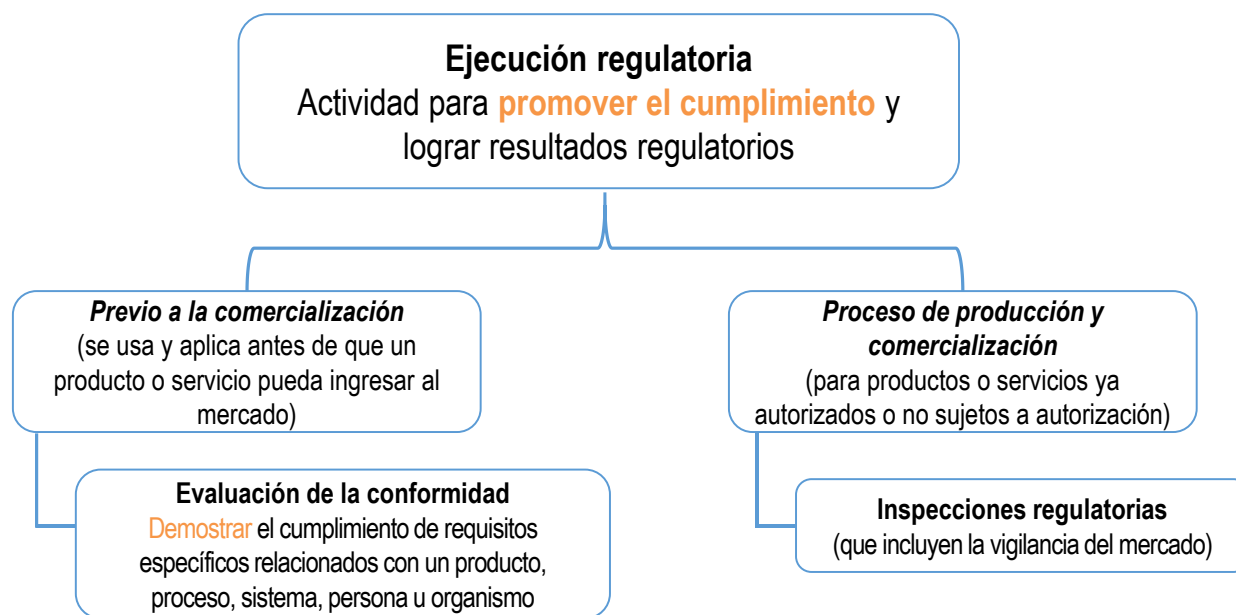 Ejecución regulatoria
Actividad para promover el cumplimiento y
lograr resultados regulatorios
Previo a la comercialización
(se usa y aplica antes de que un
producto o servicio pueda ingresar al
mercado)
Proceso de producción y
comercialización
(para productos o servicios ya
autorizados o no sujetos a autorización)
Evaluación de la conformidad
Demostrar el cumplimiento de requisitos
específicos relacionados con un producto,
proceso, sistema, persona u organismo
Inspecciones regulatorias
(que incluyen la vigilancia del mercado)